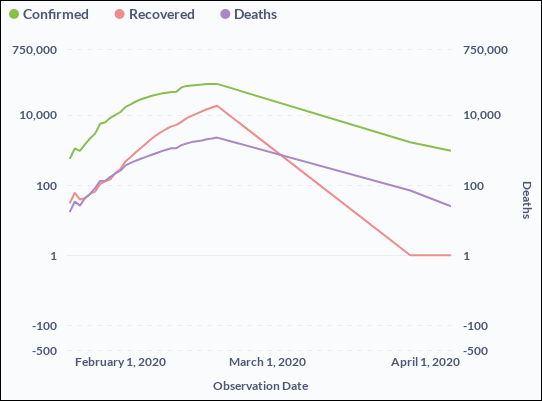 Confirmed Recovered Deaths
750,000 750,000
10,000 10,000
100 100
Deaths
1 1
-100 -100
-500 -500
February 1, 2020 March 1, 2020 April 1, 2020
Observation Date